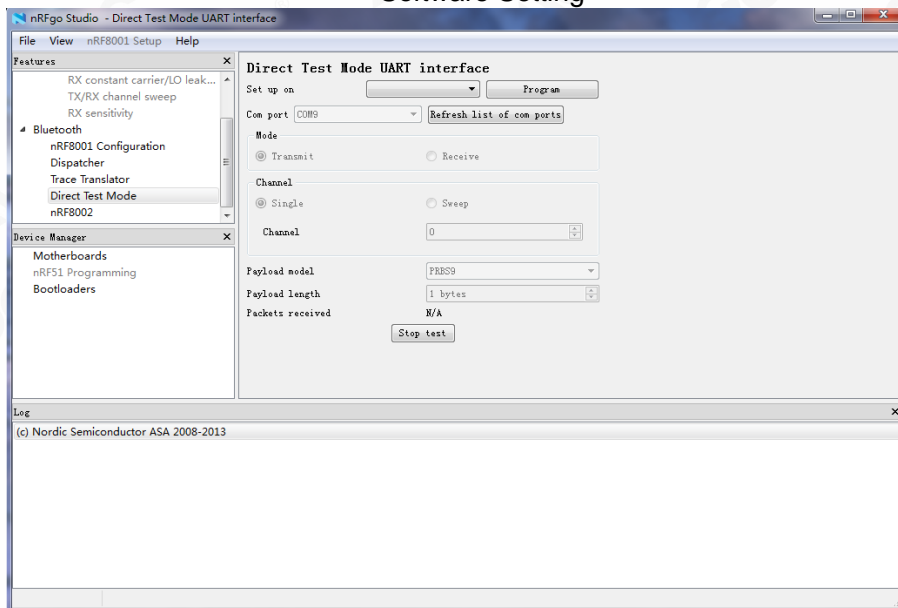 Software Setting
nRFgo Studio - Direct Test Mode UART interface
File View nRF8001 Setup Help
Features
RX constant carrier/LO leak...
TX/RX channel sweep
RX sensitivity
Bluetooth
nRF8001 Configuration
Dispatcher
Trace Translator
Direct Test Mode
nRF8002
Device Manager
Motherboards
nRF51 Programming
Bootloaders
Direct Test Mode UART interface
Set up on Program
Com port COM9 Refresh list of com ports
Mode
Transmit Receive
Channel
Single Sweep
Channel 0
Payload model PRBS9
Payload length 1 bytes
Packets received N/A
Stop test
Log
(c) Nordic Semiconductor ASA 2008-2013